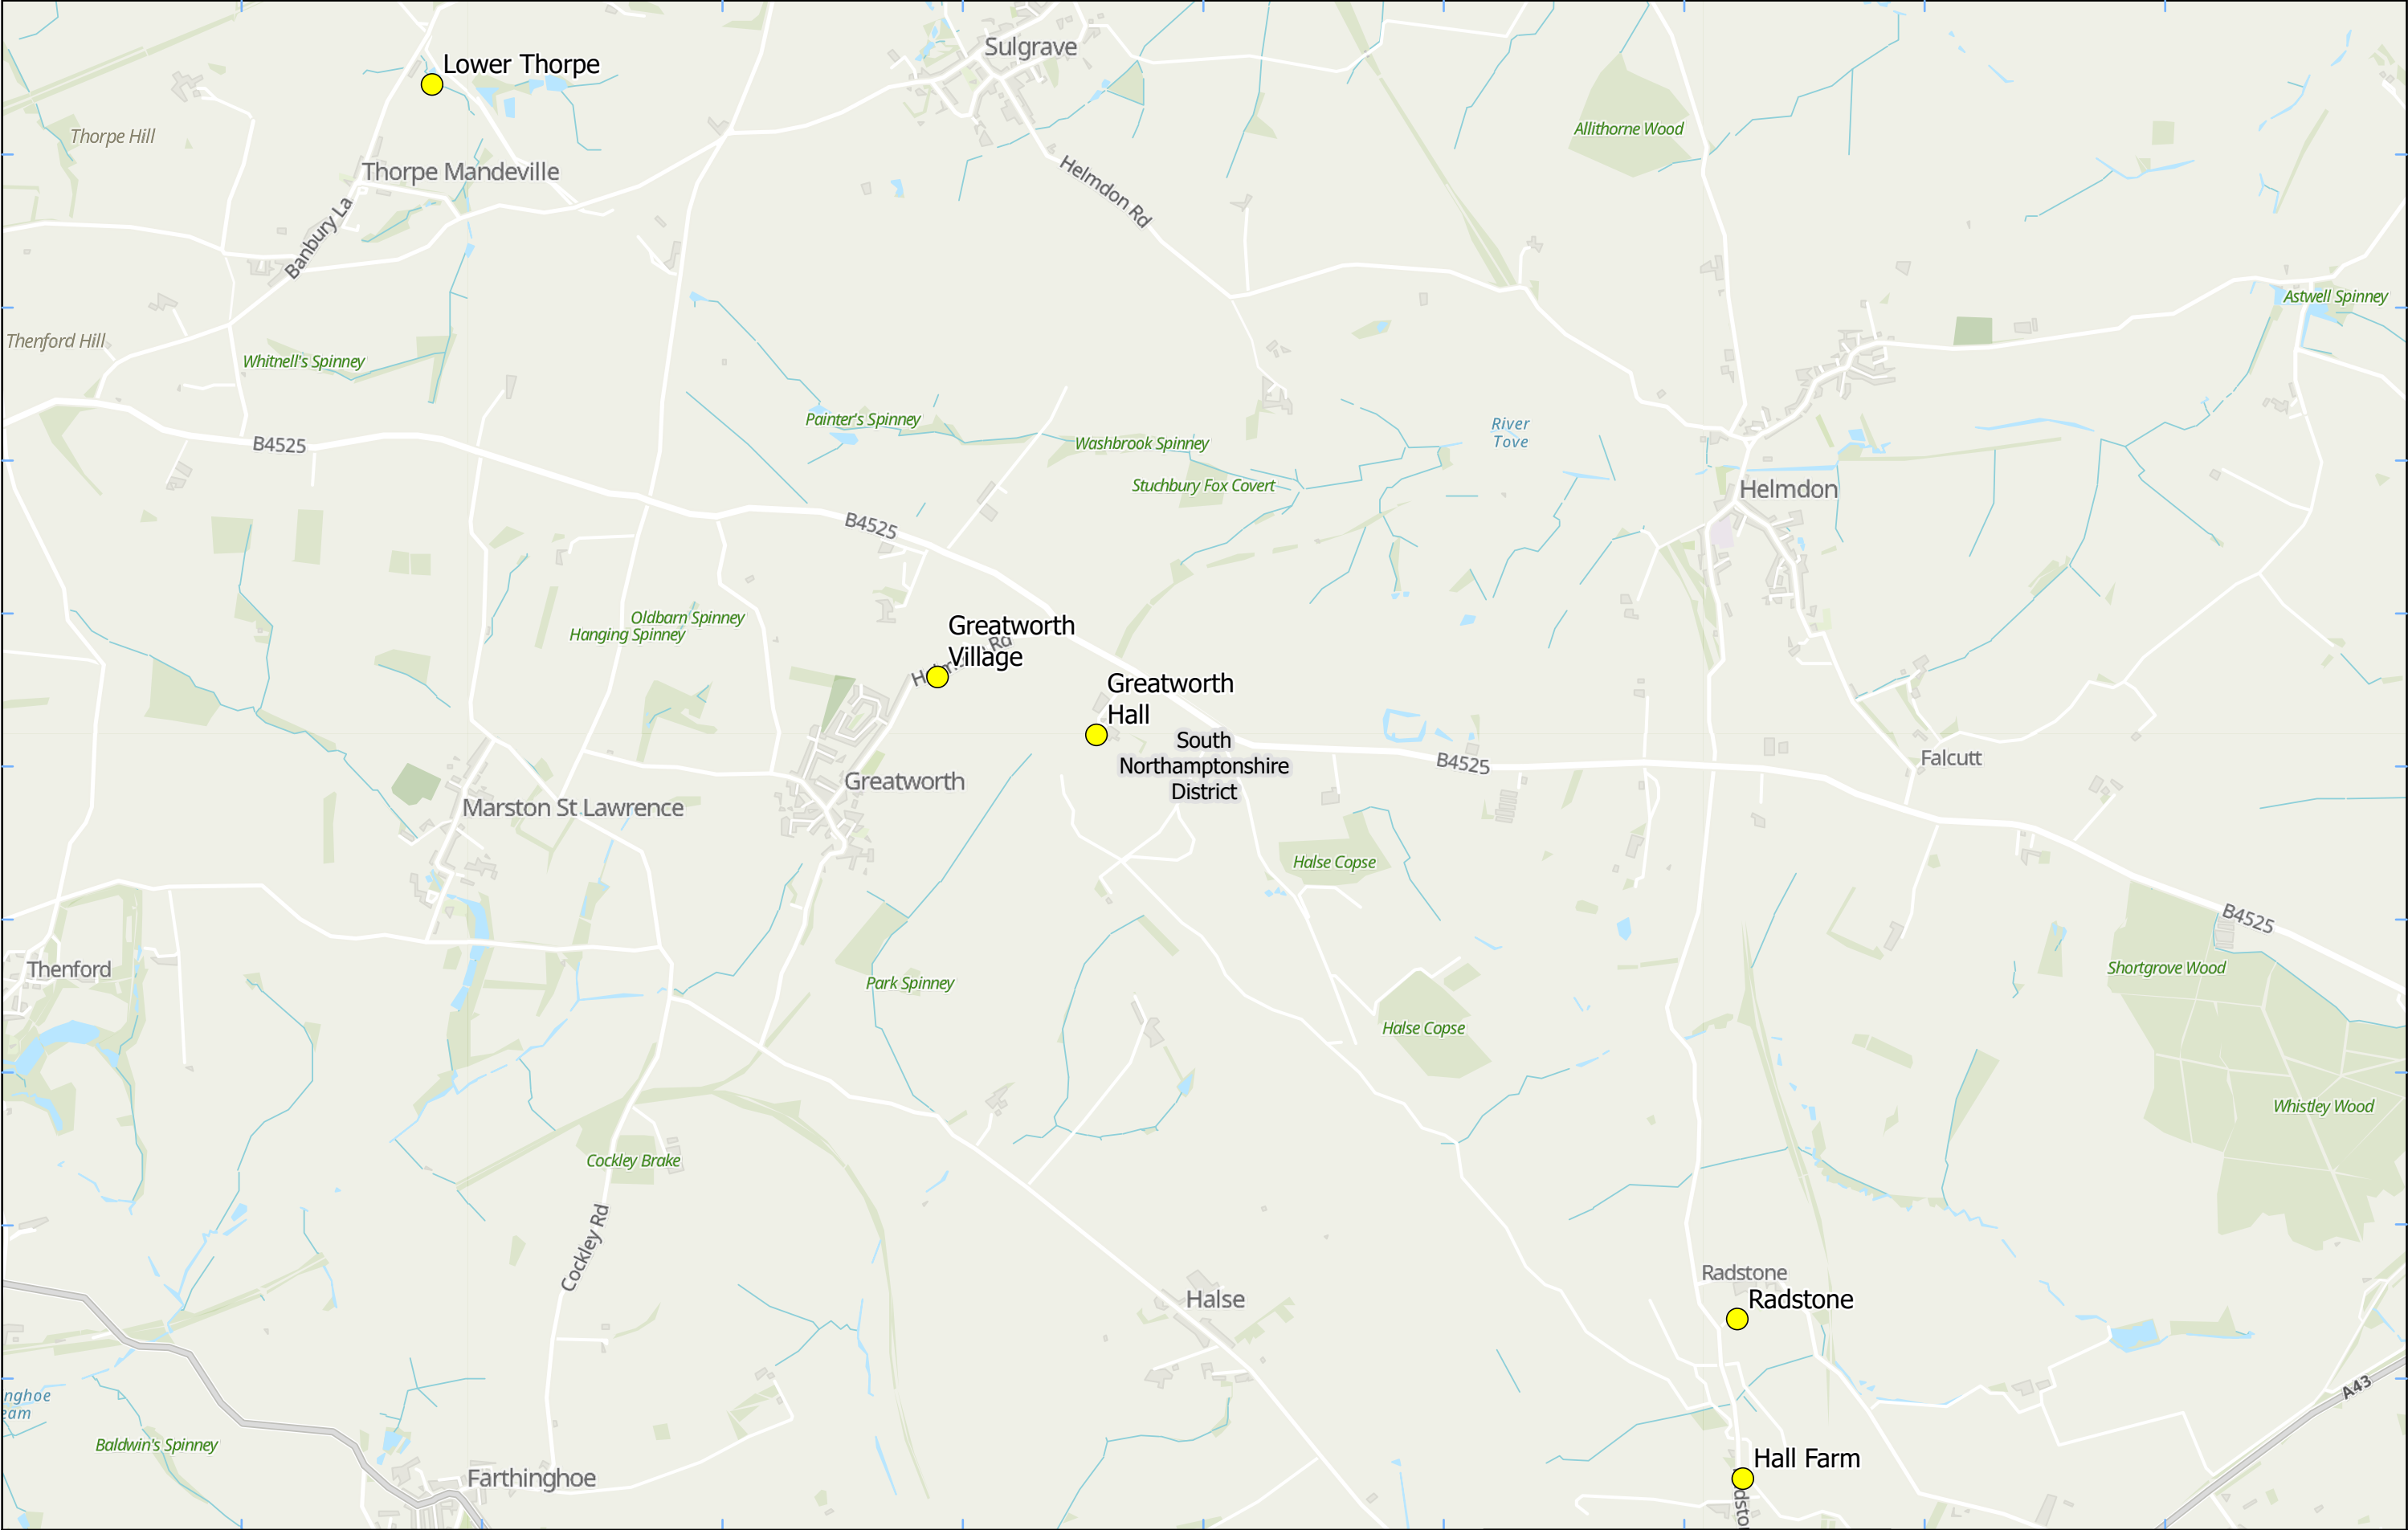 Sulgrave
Lower Thorpe
Thorpe Hill
Allithorne Wood
Thorpe Mandeville
Helmdon Rd
Banbury La
Astwell Spinney
Thenford Hill
Whitnell's Spinney
Painter's Spinney
River
Tove
B4525
Washbrook Spinney
Stuchbury Fox Covert
Helmdon
B4525
Oldbarn Spinney
Hanging Spinney
Greatworth
Village
Rd
Greatworth
Hall
South
Northamptonshire
District
B4525
Falcutt
Greatworth
Marston St Lawrence
Halse Copse
B4525
Thenford
Shortgrove Wood
Park Spinney
Halse Copse
Whistley Wood
Cockley Brake
Cockley Rd
Radstone
Radstone
Halse
A43
nghoe
eam
Baldwin's Spinney
Hall Farm
Farthinghoe